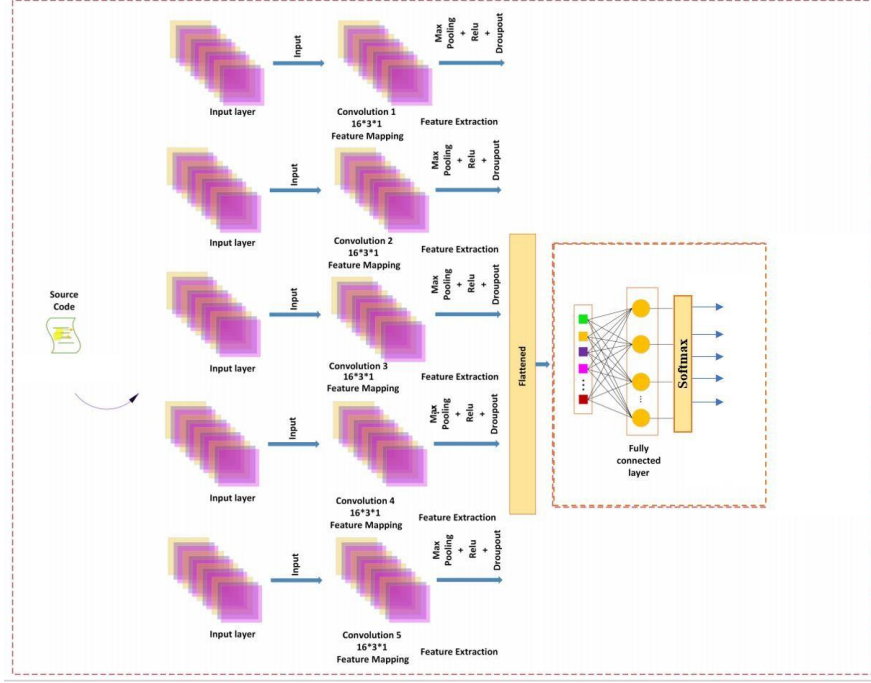 Source
Code
Input layer
Input
Convolution 1
16*3*1
Feature Mapping
Max
Pooling
+
Relu
+
Droupout
Feature Extraction
Input layer
Input
Convolution 2
16*3*1
Feature Mapping
Max
Pooling
+
Relu
+
Droupout
Feature Extraction
Input layer
Input
Convolution 3
16*3*1
Feature Mapping
Max
Pooling
+
Relu
+
Droupout
Feature Extraction
Input layer
Input
Convolution 4
16*3*1
Feature Mapping
Max
Pooling
+
Relu
+
Droupout
Feature Extraction
Input layer
Input
Convolution 5
16*3*1
Feature Mapping
Max
Pooling
+
Relu
+
Droupout
Feature Extraction
Flattened
Fully
connected
layer
Softmax